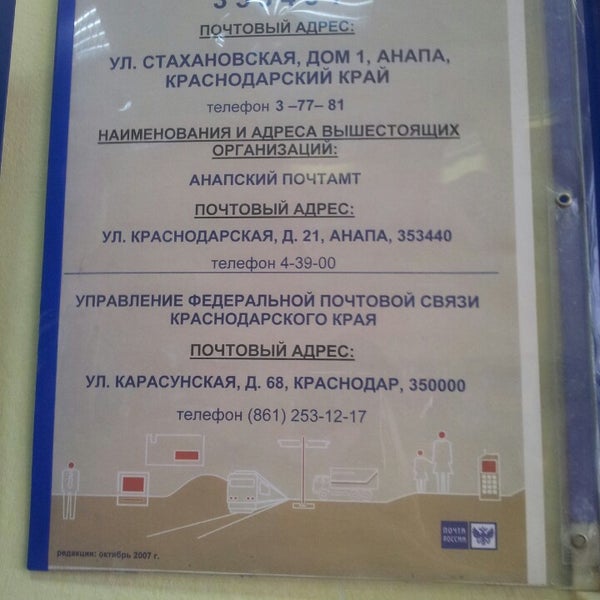 ПОЧТОВЫЙ АДРЕС:
УЛ. СТАХАНОВСКАЯ, ДОМ 1, АНАПА,
КРАСНОДАРСКИЙ КРАЙ
телефон 3 –77– 81
НАИМЕНОВАНИЯ И АДРЕСА ВЫШЕСТОЯЩИХ
ОРГАНИЗАЦИЙ:
АНАПСКИЙ ПОЧТАМТ
ПОЧТОВЫЙ АДРЕС:
УЛ. КРАСНОДАРСКАЯ, Д. 21, АНАПА, 353440
телефон 4-39-00
УПРАВЛЕНИЕ ФЕДЕРАЛЬНОЙ ПОЧТОВОЙ СВЯЗИ
КРАСНОДАРСКОГО КРАЯ
ПОЧТОВЫЙ АДРЕС:
УЛ. КАРАСУНСКАЯ, Д. 68, КРАСНОДАР, 350000
телефон (861) 253-12-17
ПОЧТА
РОССИИ
редакции: октябрь 2007 г.